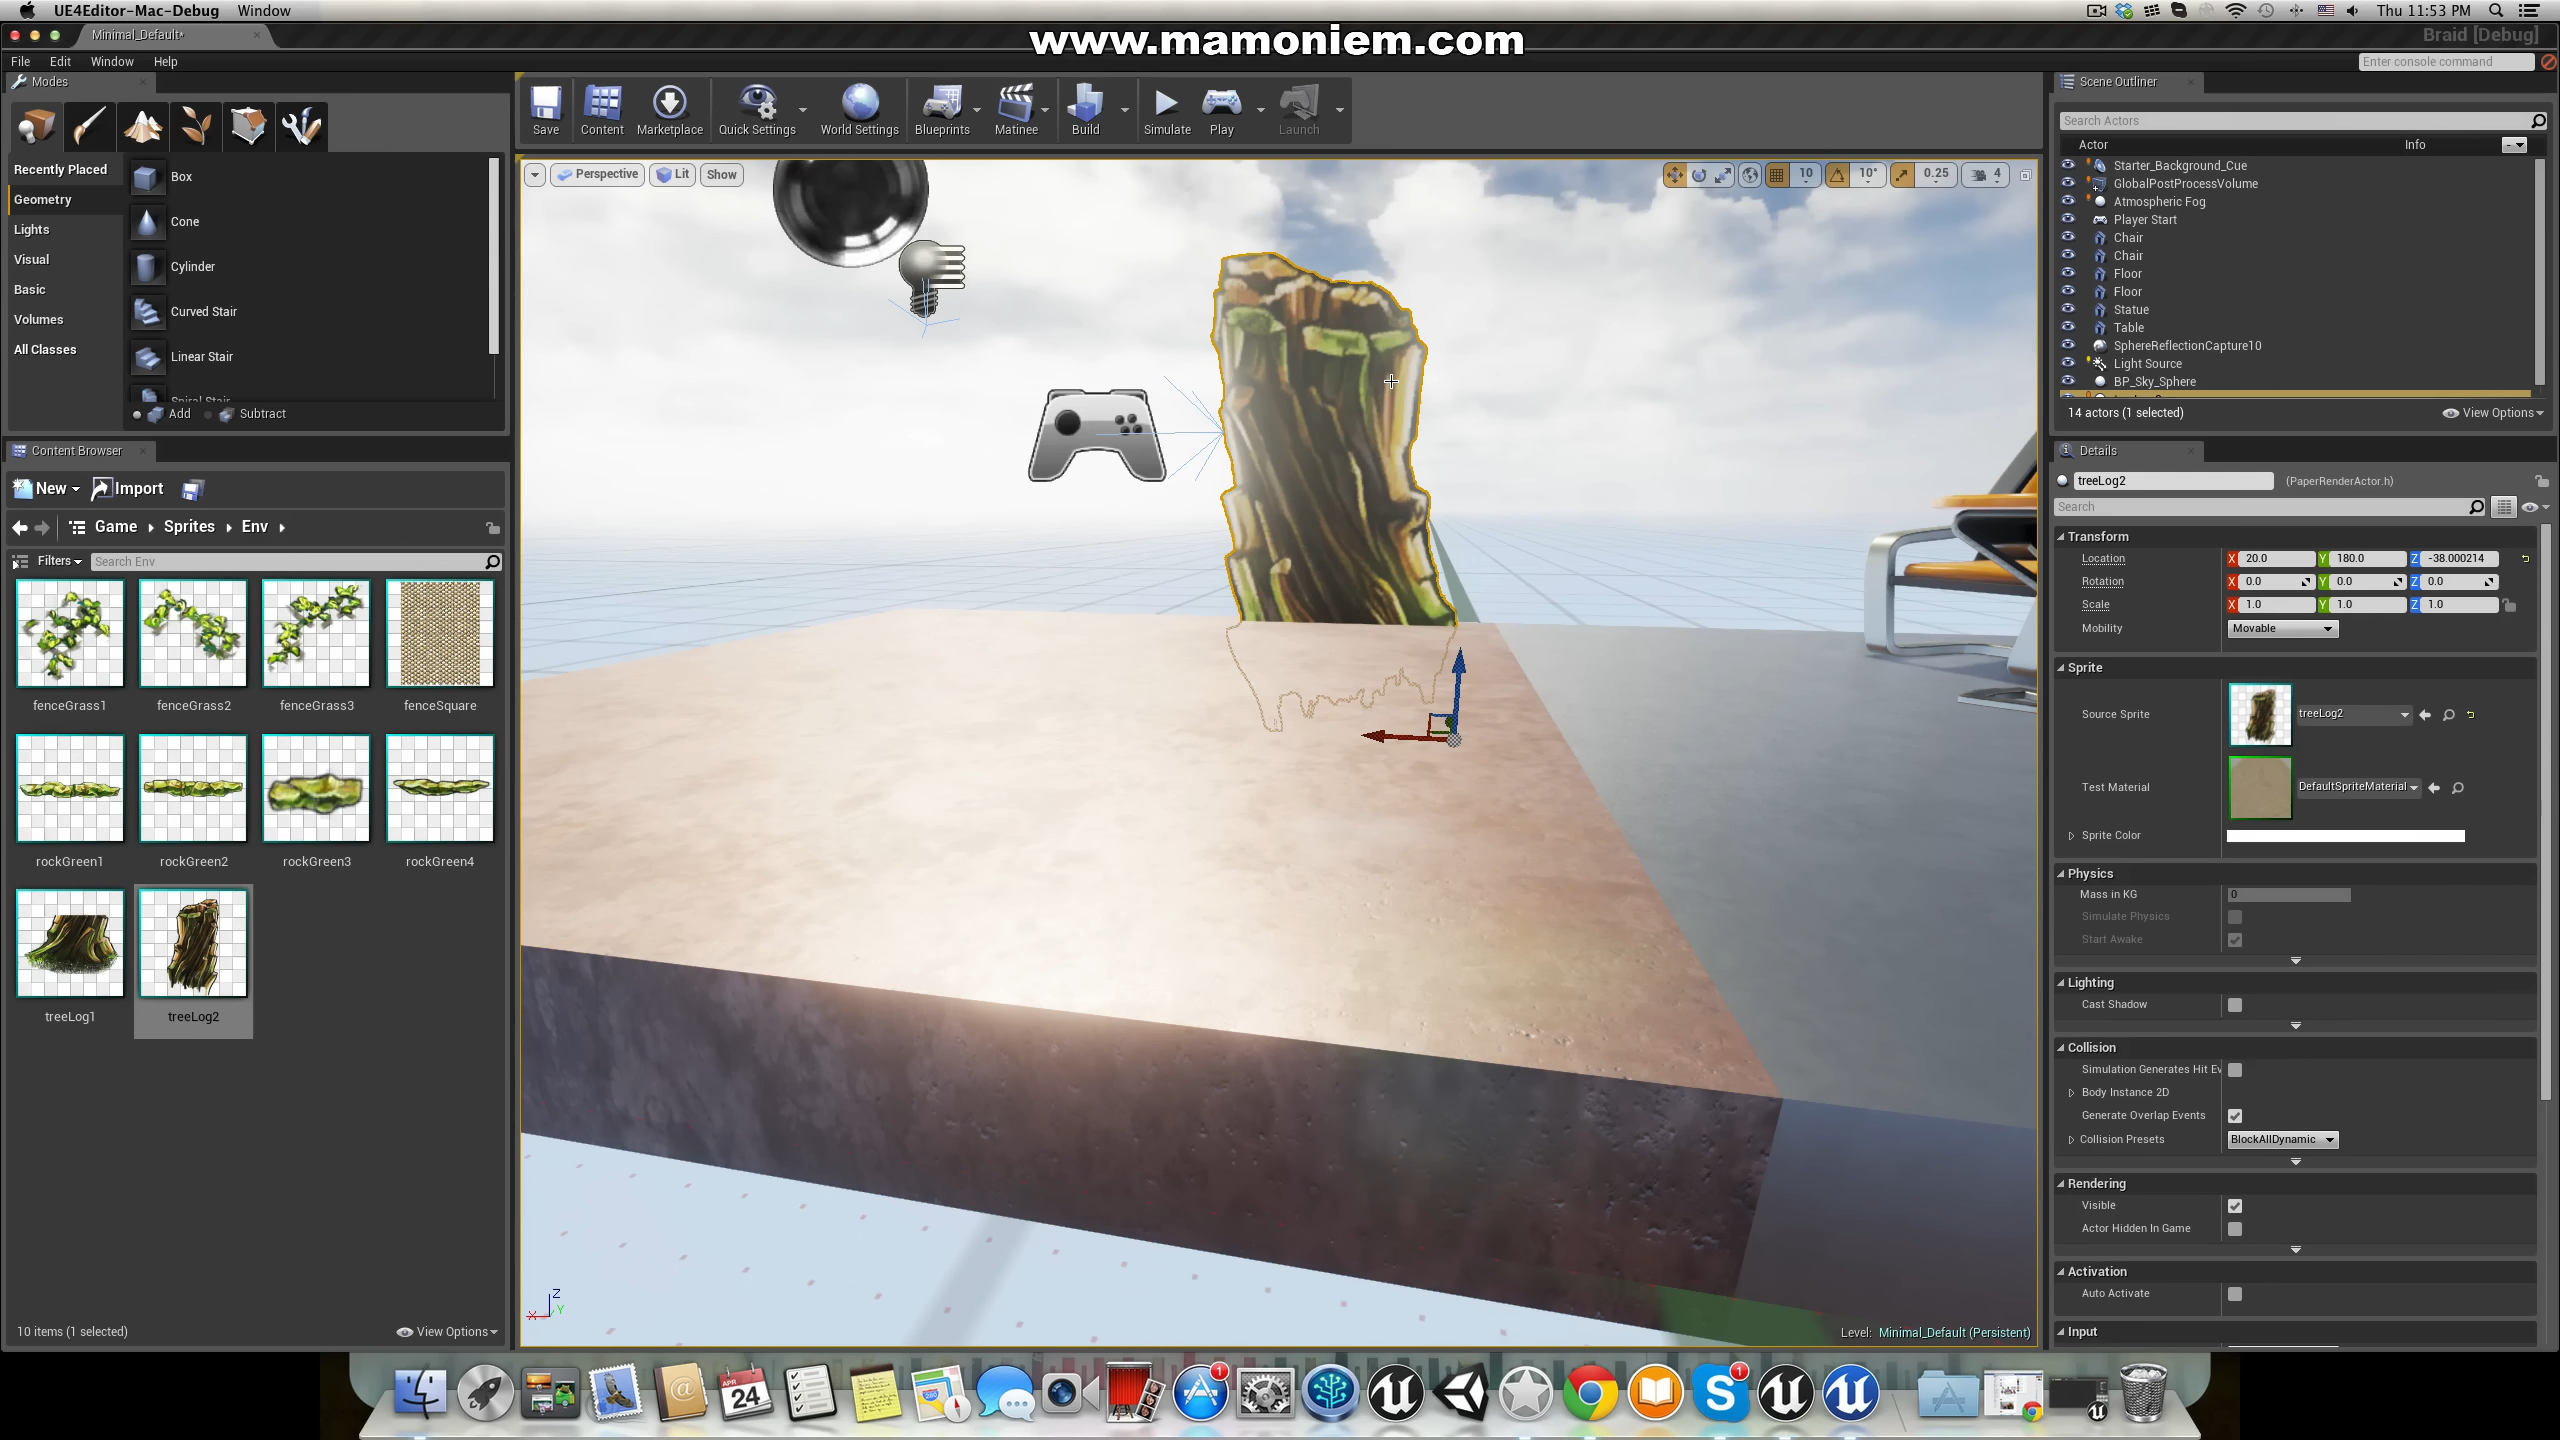 UE4Editor-Mac-Debug Window
Thu 11:53 PM
Minimal_Default*
www.mamoniem.com
Braid [Debug]
File Edit Window Help
Enter console command
Modes
Recently Placed
Geometry
Lights
Visual
Basic
Volumes
All Classes
Box
Cone
Cylinder
Curved Stair
Linear Stair
Spiral Stair
Add Subtract
Save Content Marketplace Quick Settings World Settings Blueprints Matinee Build Simulate Play Launch
Perspective Lit Show
10 10° 0.25 4
Content Browser
New Import
Game Sprites Env
Filters Search Env
fenceGrass1 fenceGrass2 fenceGrass3 fenceSquare
rockGreen1 rockGreen2 rockGreen3 rockGreen4
treeLog1 treeLog2
10 items (1 selected) View Options
Z
X Y
Level: Minimal_Default (Persistent)
Scene Outliner
Search Actors
Actor Info
Starter_Background_Cue
GlobalPostProcessVolume
Atmospheric Fog
Player Start
Chair
Chair
Floor
Floor
Statue
Table
SphereReflectionCapture10
Light Source
BP_Sky_Sphere
14 actors (1 selected) View Options
Details
treeLog2 (PaperRenderActor.h)
Search
Transform
Location X 20.0 Y 180.0 Z -38.000214
Rotation X 0.0 Y 0.0 Z 0.0
Scale X 1.0 Y 1.0 Z 1.0
Mobility Movable
Sprite
Source Sprite treeLog2
Test Material DefaultSpriteMaterial
Sprite Color
Physics
Mass in KG 0
Simulate Physics
Start Awake
Lighting
Cast Shadow
Collision
Simulation Generates Hit Ev
Body Instance 2D
Generate Overlap Events
Collision Presets BlockAllDynamic
Rendering
Visible
Actor Hidden In Game
Activation
Auto Activate
Input
APR
24
1
1